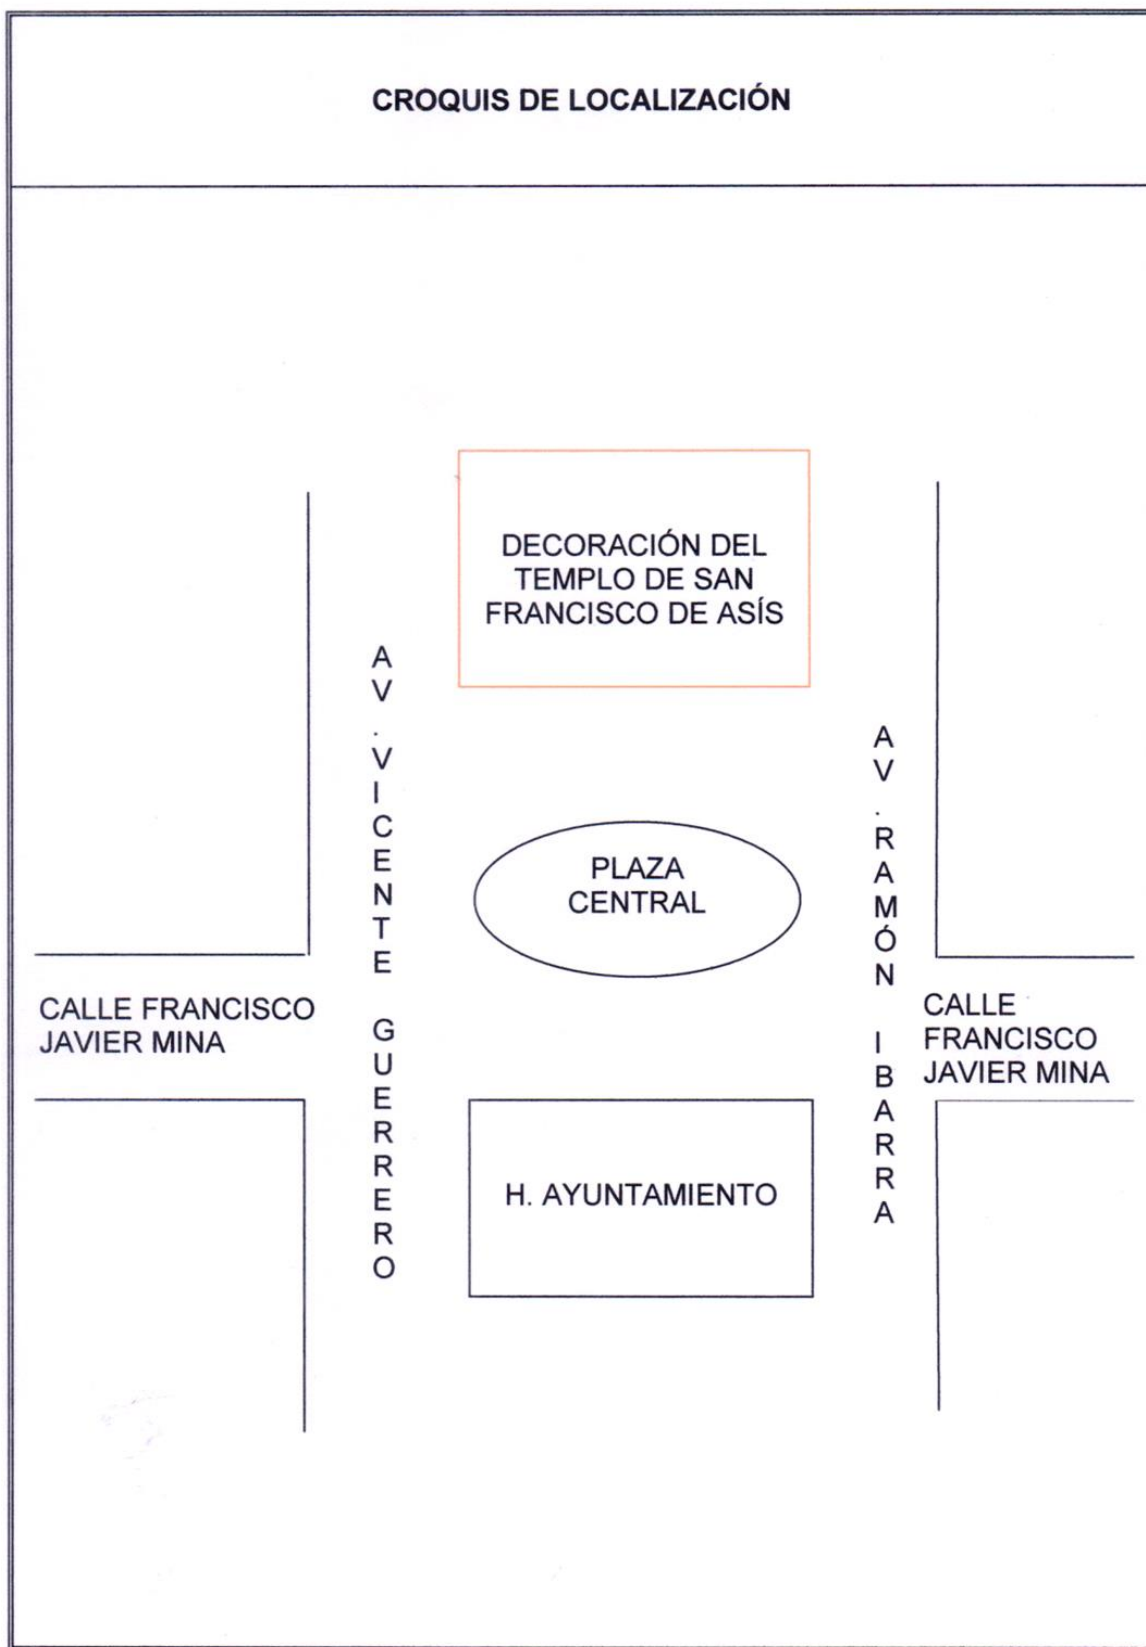 CROQUIS DE LOCALIZACIÓN
DECORACIÓN DEL
TEMPLO DE SAN
FRANCISCO DE ASÍS
AV. VICENTE GUERRERO
AV. RAMÓN IBARRA
PLAZA
CENTRAL
CALLE FRANCISCO
JAVIER MINA
CALLE
FRANCISCO
JAVIER MINA
H. AYUNTAMIENTO